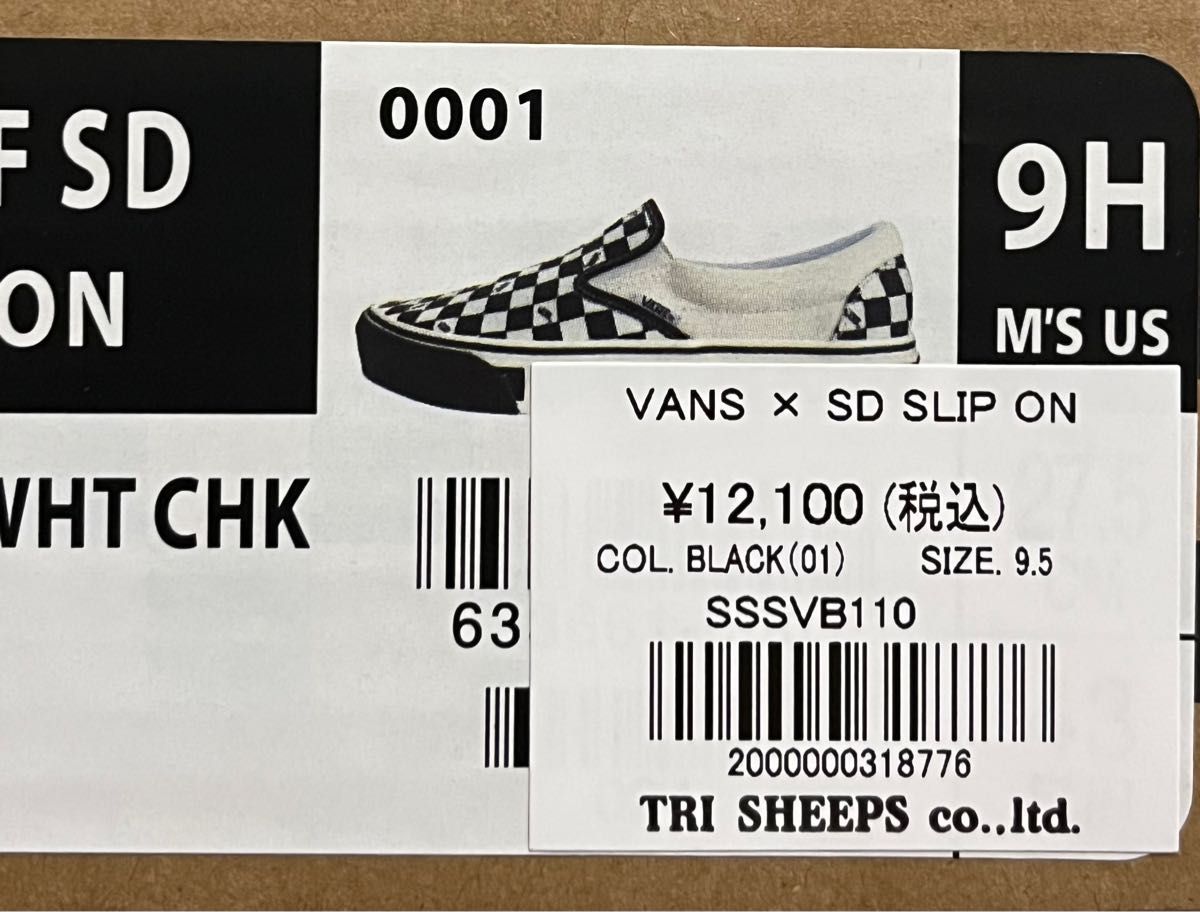 F SD
ON
WHT CHK
0001
VANS
9H
M'S US
63
VANS × SD SLIP ON
¥12,100 (税込)
COL. BLACK(01) SIZE. 9.5
SSSVB110
2000000318776
TRI SHEEPS co.,ltd.